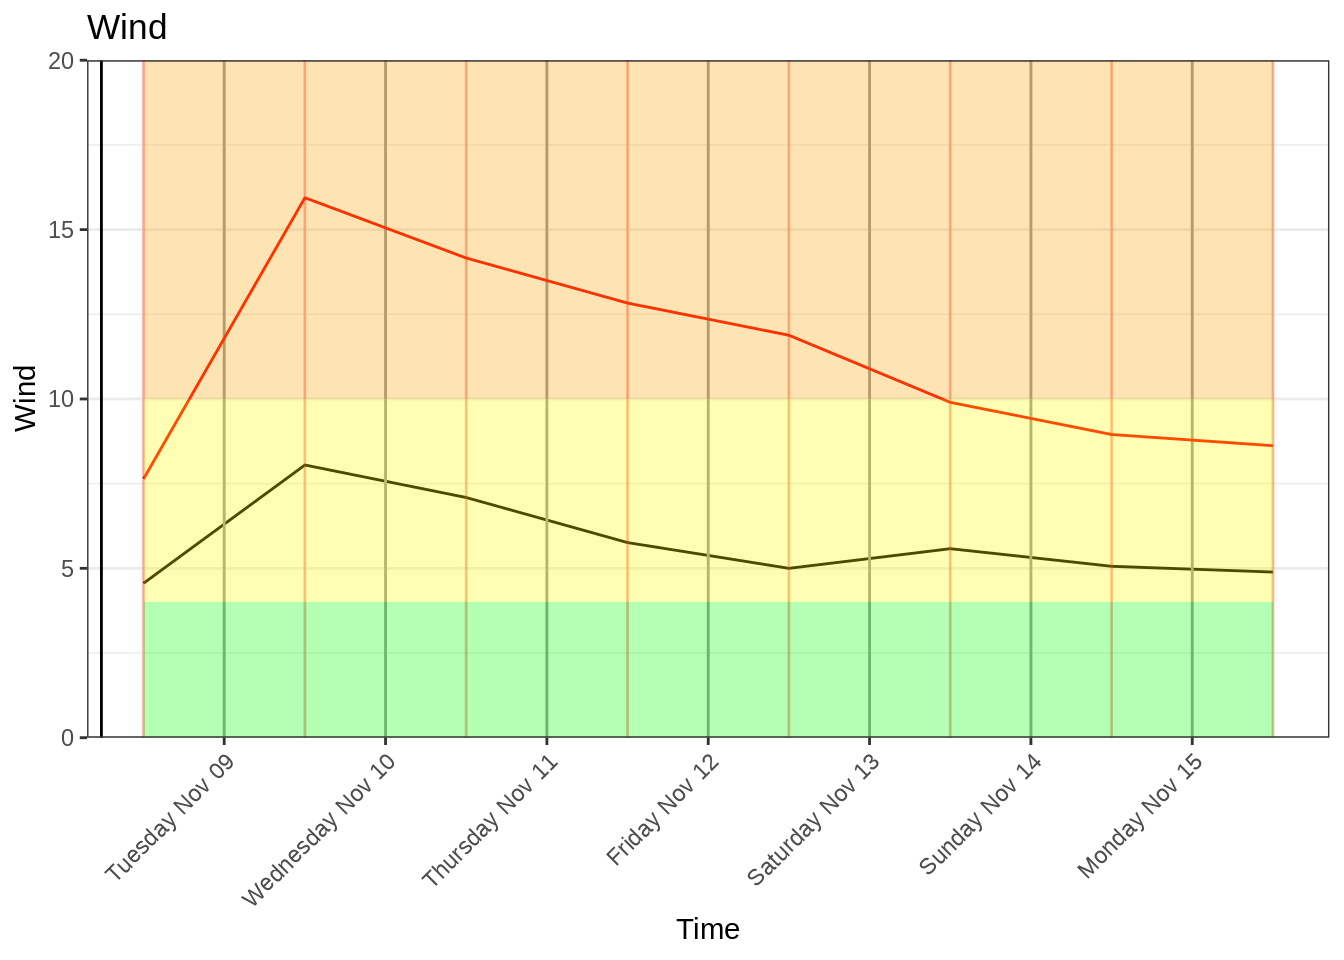 Wind
20
15
10
5
0
Wind
Tuesday Nov 09
Wednesday Nov 10
Thursday Nov 11
Friday Nov 12
Saturday Nov 13
Sunday Nov 14
Monday Nov 15
Time